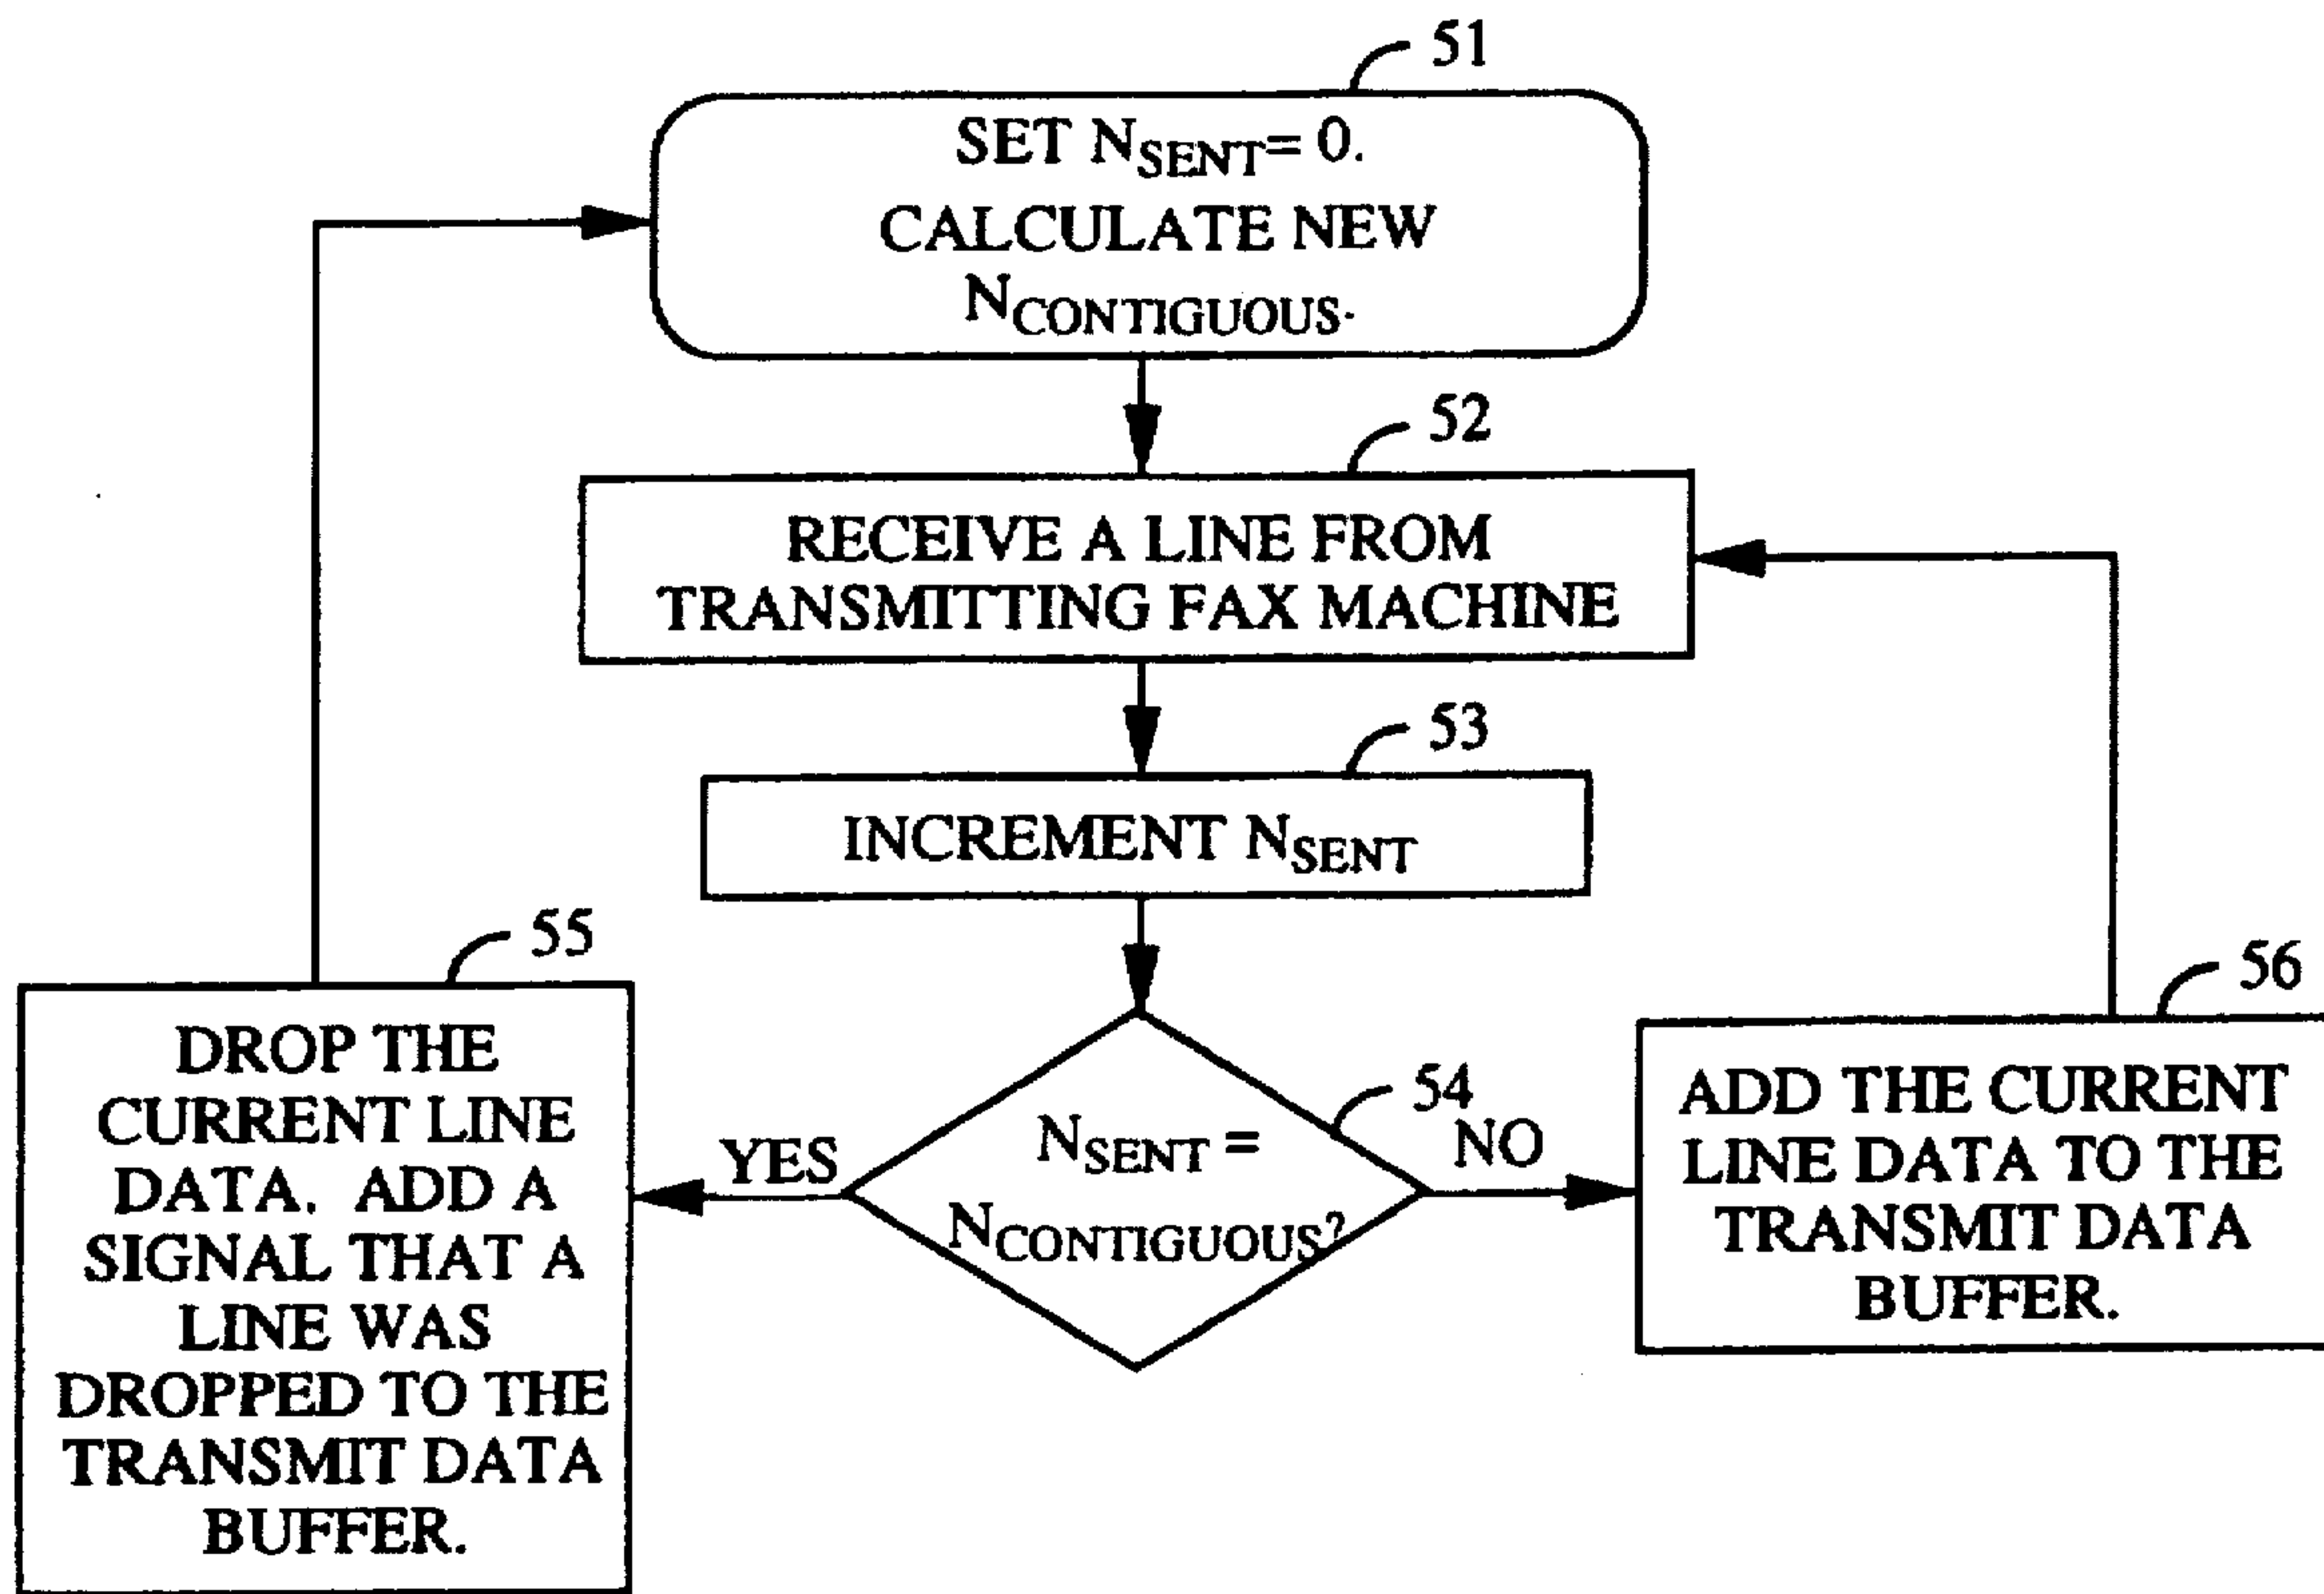 51
SET NSENT= 0.
CALCULATE NEW
NCONTIGUOUS.
52
RECEIVE A LINE FROM
TRANSMITTING FAX MACHINE
53
INCREMENT NSENT
54
NSENT =
NCONTIGUOUS?
YES
NO
55
DROP THE
CURRENT LINE
DATA. ADD A
SIGNAL THAT A
LINE WAS
DROPPED TO THE
TRANSMIT DATA
BUFFER.
56
ADD THE CURRENT
LINE DATA TO THE
TRANSMIT DATA
BUFFER.